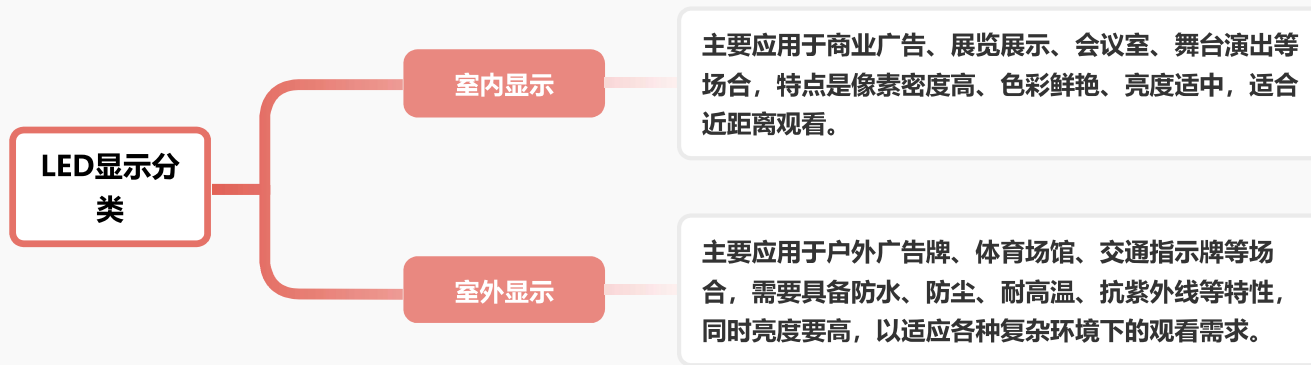 LED显示分
类
室内显示
主要应用于商业广告、展览展示、会议室、舞台演出等
场合，特点是像素密度高、色彩鲜艳、亮度适中，适合
近距离观看。
室外显示
主要应用于户外广告牌、体育场馆、交通指示牌等场
合，需要具备防水、防尘、耐高温、抗紫外线等特性，
同时亮度要高，以适应各种复杂环境下的观看需求。